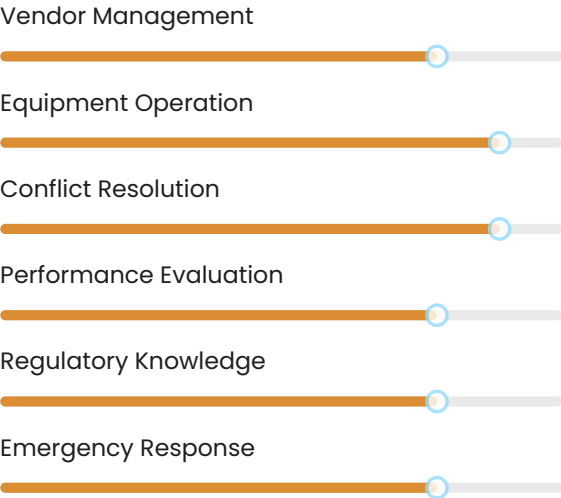 Vendor Management
Equipment Operation
Conflict Resolution
Performance Evaluation
Regulatory Knowledge
Emergency Response